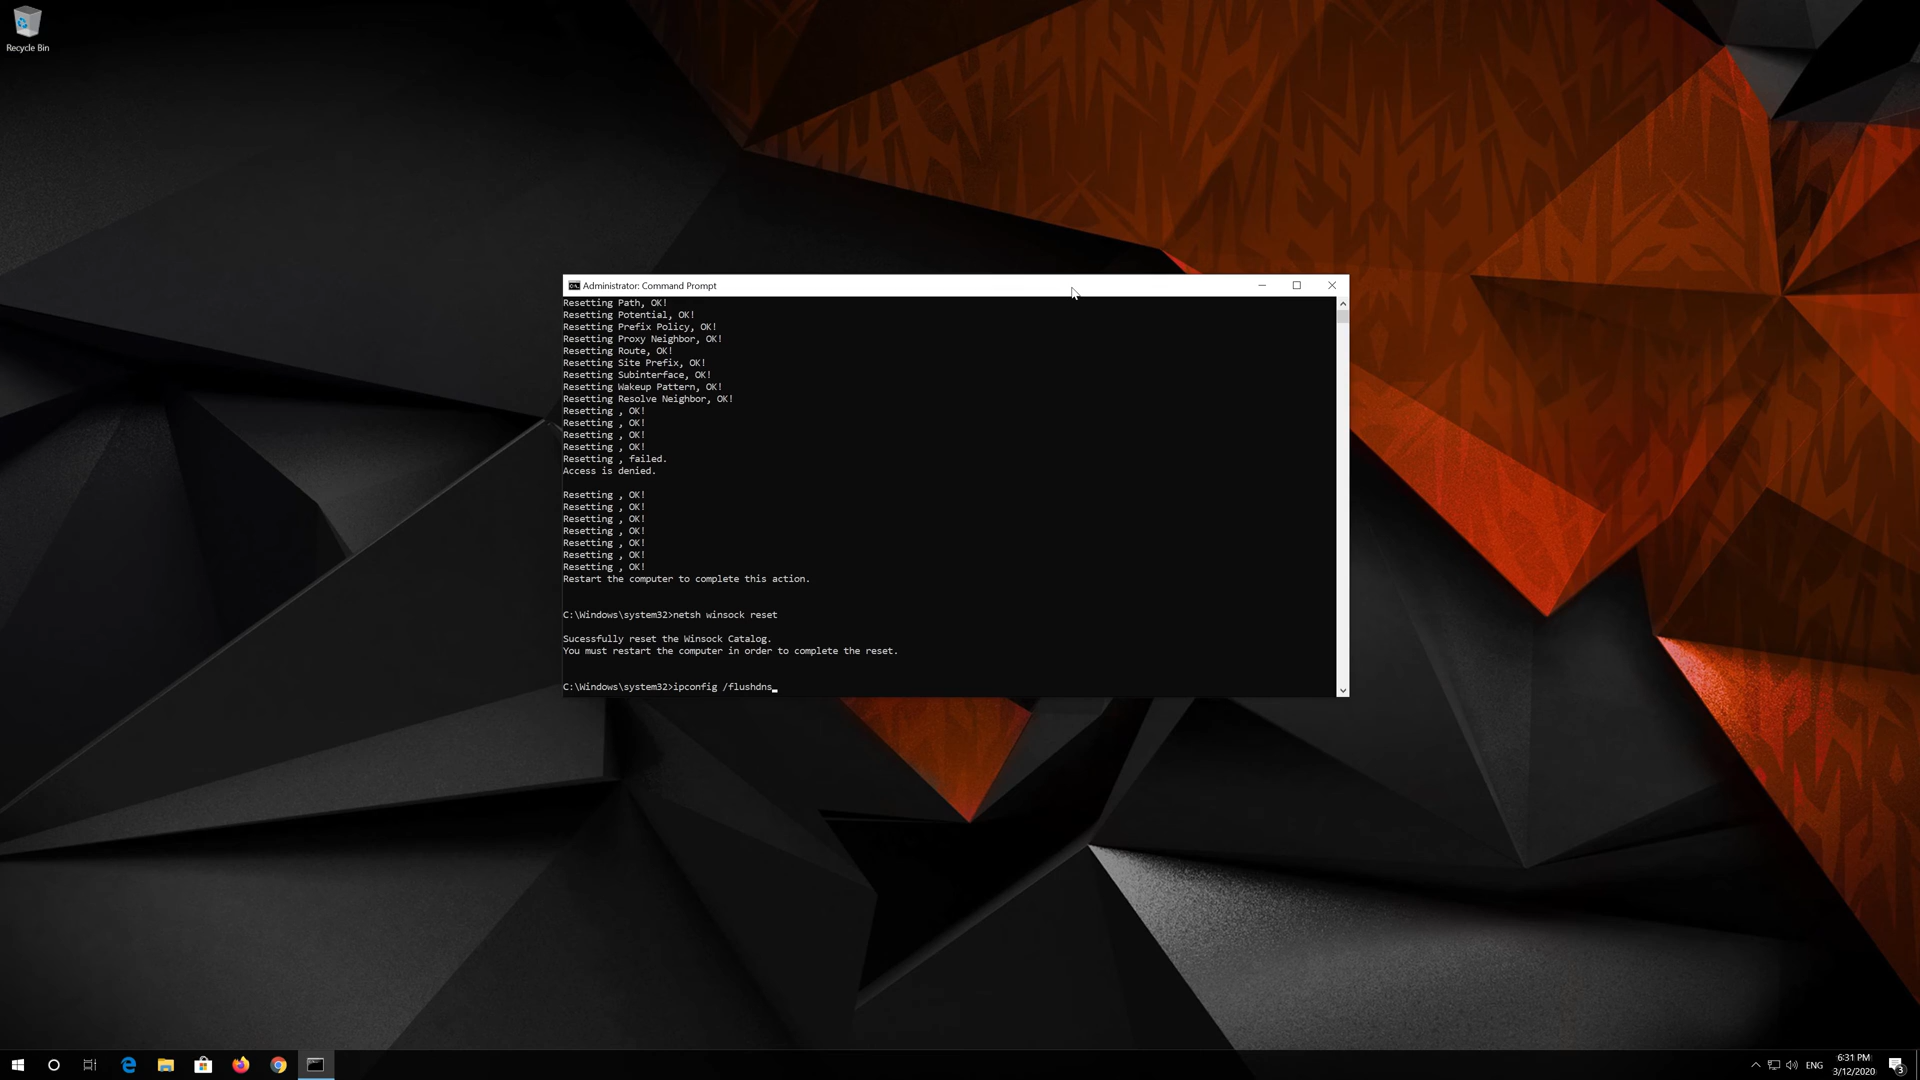 Recycle Bin
Administrator: Command Prompt
Resetting Path, OK!
Resetting Potential, OK!
Resetting Prefix Policy, OK!
Resetting Proxy Neighbor, OK!
Resetting Route, OK!
Resetting Site Prefix, OK!
Resetting Subinterface, OK!
Resetting Wakeup Pattern, OK!
Resetting Resolve Neighbor, OK!
Resetting , OK!
Resetting , OK!
Resetting , OK!
Resetting , OK!
Resetting , failed.
Access is denied.
Resetting , OK!
Resetting , OK!
Resetting , OK!
Resetting , OK!
Resetting , OK!
Resetting , OK!
Resetting , OK!
Restart the computer to complete this action.
C:\Windows\system32>netsh winsock reset
Sucessfully reset the Winsock Catalog.
You must restart the computer in order to complete the reset.
C:\Windows\system32>ipconfig /flushdns
ENG
6:31 PM
3/12/2020
3